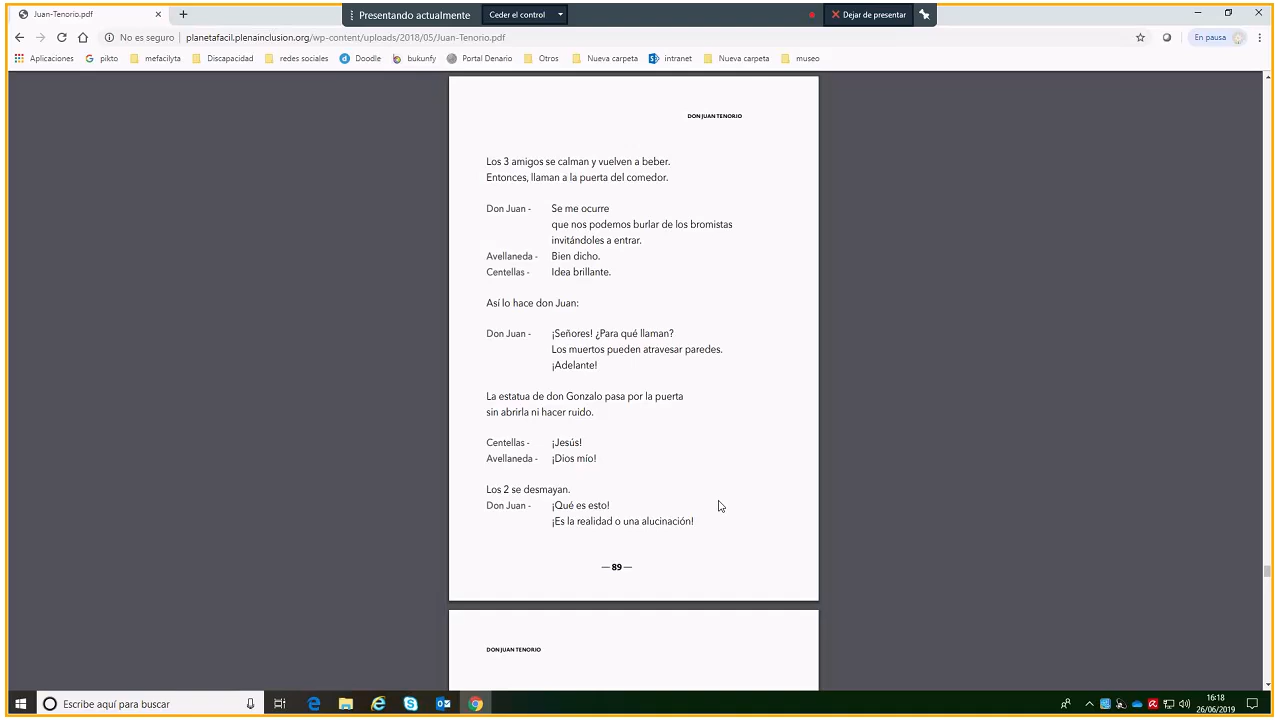 Juan-Tenorio.pdf
Presentando actualmente
Ceder el control
Dejar de presentar
No es seguro
planetafacil.plenainclusion.org/wp-content/uploads/2018/05/Juan-Tenorio.pdf
En pausa
Aplicaciones
pikto
mefacilyta
Discapacidad
redes sociales
Doodle
bukunfy
Portal Denario
Otros
Nueva carpeta
intranet
Nueva carpeta
museo
DON JUAN TENORIO
Los 3 amigos se calman y vuelven a beber.
Entonces, llaman a la puerta del comedor.
Don Juan - Se me ocurre
que nos podemos burlar de los bromistas
invitándoles a entrar.
Avellaneda - Bien dicho.
Centellas - Idea brillante.
Así lo hace don Juan:
Don Juan - ¡Señores! ¿Para qué llaman?
Los muertos pueden atravesar paredes.
¡Adelante!
La estatua de don Gonzalo pasa por la puerta
sin abrirla ni hacer ruido.
Centellas - ¡Jesús!
Avellaneda - ¡Dios mío!
Los 2 se desmayan.
Don Juan - ¡Qué es esto!
¡Es la realidad o una alucinación!
— 89 —
DON JUAN TENORIO
Escribe aquí para buscar
16:18
26/06/2019